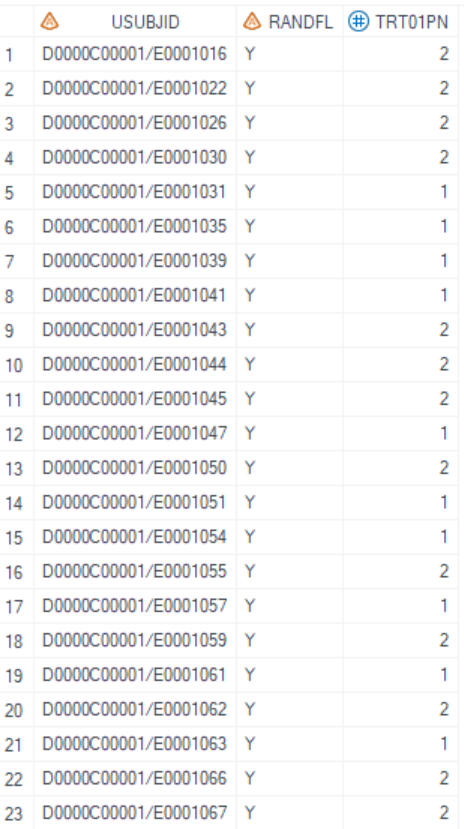 USUBJID RANDFL TRT01PN
1 D0000C00001/E0001016 Y 2
2 D0000C00001/E0001022 Y 2
3 D0000C00001/E0001026 Y 2
4 D0000C00001/E0001030 Y 2
5 D0000C00001/E0001031 Y 1
6 D0000C00001/E0001035 Y 1
7 D0000C00001/E0001039 Y 1
8 D0000C00001/E0001041 Y 1
9 D0000C00001/E0001043 Y 2
10 D0000C00001/E0001044 Y 2
11 D0000C00001/E0001045 Y 2
12 D0000C00001/E0001047 Y 1
13 D0000C00001/E0001050 Y 2
14 D0000C00001/E0001051 Y 1
15 D0000C00001/E0001054 Y 1
16 D0000C00001/E0001055 Y 2
17 D0000C00001/E0001057 Y 1
18 D0000C00001/E0001059 Y 2
19 D0000C00001/E0001061 Y 1
20 D0000C00001/E0001062 Y 2
21 D0000C00001/E0001063 Y 1
22 D0000C00001/E0001066 Y 2
23 D0000C00001/E0001067 Y 2